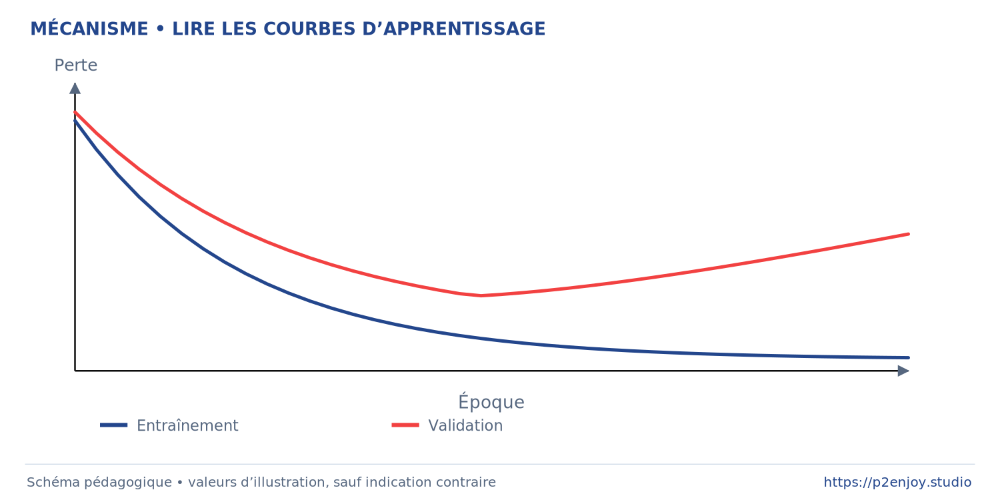 MÉCANISME • LIRE LES COURBES D’APPRENTISSAGE
Perte
Époque
Entraînement
Validation
Schéma pédagogique • valeurs d’illustration, sauf indication contraire
https://p2enjoy.studio